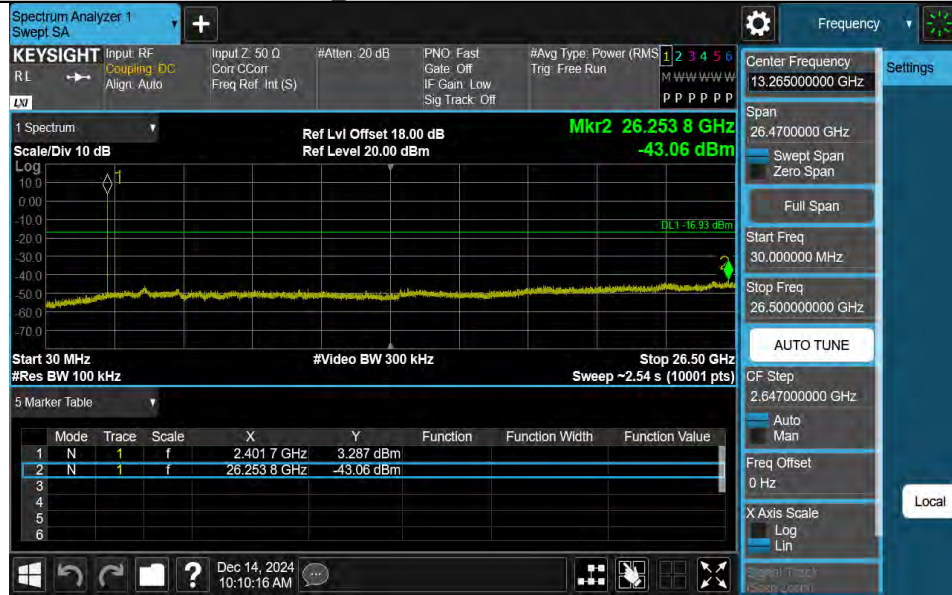 Spectrum Analyzer 1
Swept SA
Frequency
KEYSIGHT
RL
LXI
Input: RF
Coupling: DC
Align: Auto
Input Z: 50 Ω
Corr CCorr
Freq Ref: Int (S)
#Atten: 20 dB
PNO: Fast
Gate: Off
IF Gain: Low
Sig Track: Off
#Avg Type: Power (RMS
Trig: Free Run
1 2 3 4 5 6
M W W W W W
P P P P P P
1 Spectrum
Scale/Div 10 dB
Ref Lvl Offset 18.00 dB
Ref Level 20.00 dBm
Mkr2 26.253 8 GHz
-43.06 dBm
Log
10.0
0.00
-10.0
-20.0
-30.0
-40.0
-50.0
-60.0
-70.0
1
DL1 -16.93 dBm
2
Start 30 MHz
#Res BW 100 kHz
#Video BW 300 kHz
Stop 26.50 GHz
Sweep ~2.54 s (10001 pts)
5 Marker Table
Mode Trace Scale X Y Function Function Width Function Value
1 N 1 f 2.401 7 GHz 3.287 dBm
2 N 1 f 26.253 8 GHz -43.06 dBm
3
4
5
6
Dec 14, 2024
10:10:16 AM
Center Frequency
13.265000000 GHz
Span
26.4700000 GHz
Swept Span
Zero Span
Full Span
Start Freq
30.000000 MHz
Stop Freq
26.500000000 GHz
AUTO TUNE
CF Step
2.647000000 GHz
Auto
Man
Freq Offset
0 Hz
X Axis Scale
Log
Lin
Signal Track
(Span Zoom)
Settings
Local